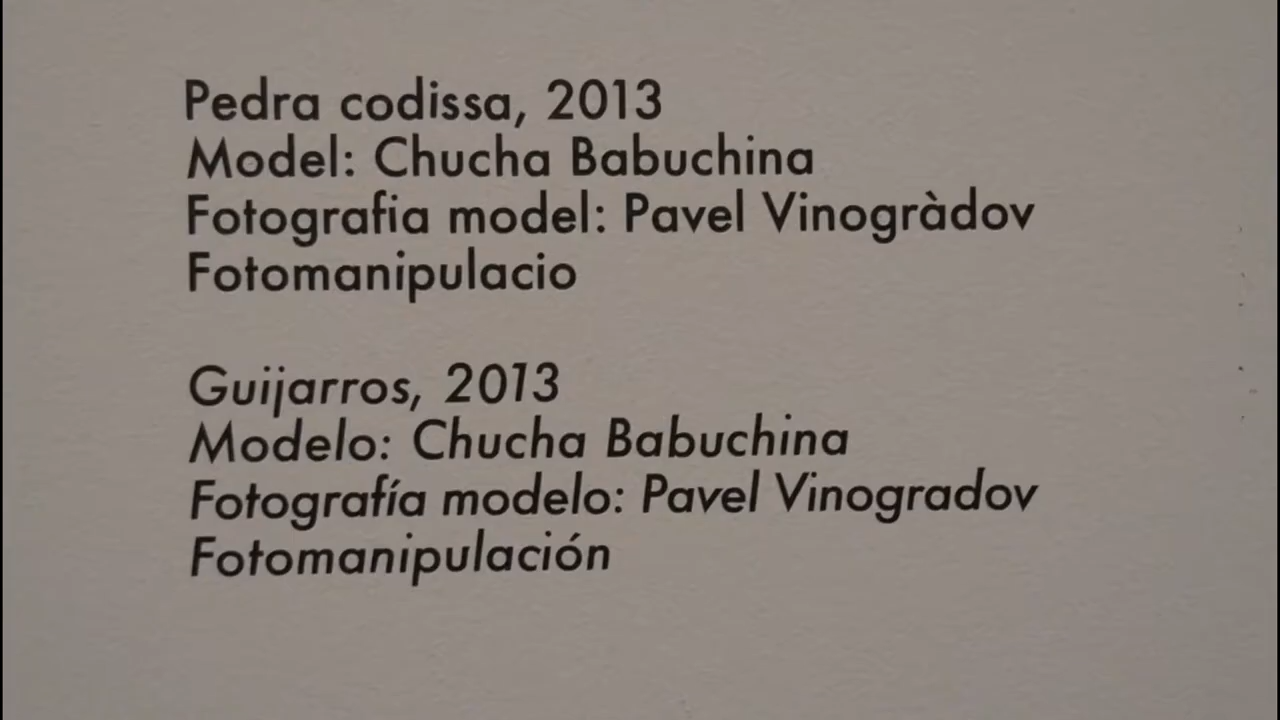 Pedra codissa, 2013
Model: Chucha Babuchina
Fotografia model: Pavel Vinogràdov
Fotomanipulacio
Guijarros, 2013
Modelo: Chucha Babuchina
Fotografía modelo: Pavel Vinogradov
Fotomanipulación